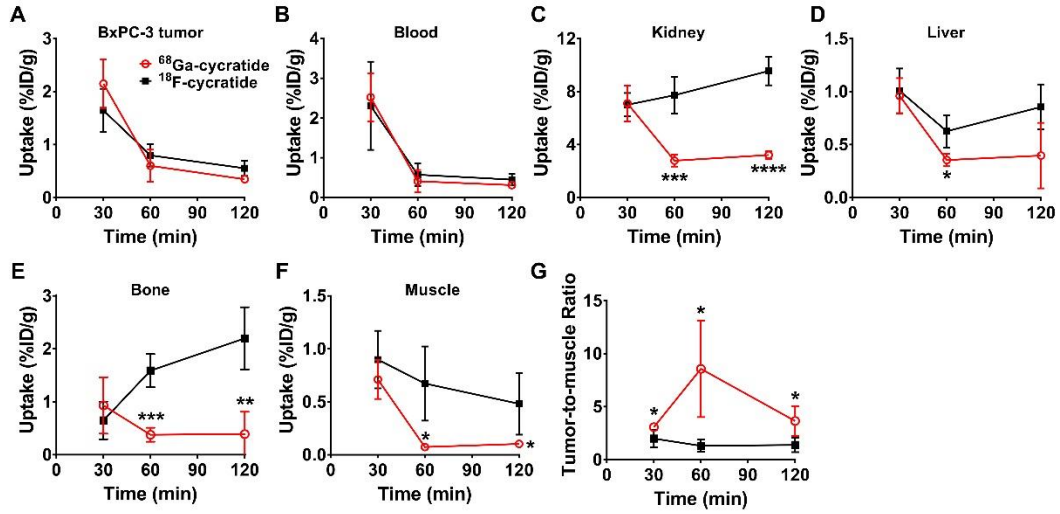 A
BxPC-3 tumor
Uptake (%ID/g)
3
2
1
0
⁶⁸Ga-cycratide
¹⁸F-cycratide
0 30 60 90 120
Time (min)
B
Blood
Uptake (%ID/g)
4
3
2
1
0
0 30 60 90 120
Time (min)
C
Kidney
Uptake (%ID/g)
12
8
4
0
***
****
0 30 60 90 120
Time (min)
D
Liver
Uptake (%ID/g)
1.5
1.0
0.5
0.0
*
0 30 60 90 120
Time (min)
E
Bone
Uptake (%ID/g)
3
2
1
0
***
**
0 30 60 90 120
Time (min)
F
Muscle
Uptake (%ID/g)
1.5
1.0
0.5
0.0
*
*
0 30 60 90 120
Time (min)
G
Tumor-to-muscle Ratio
15
10
5
0
*
*
*
0 30 60 90 120
Time (min)